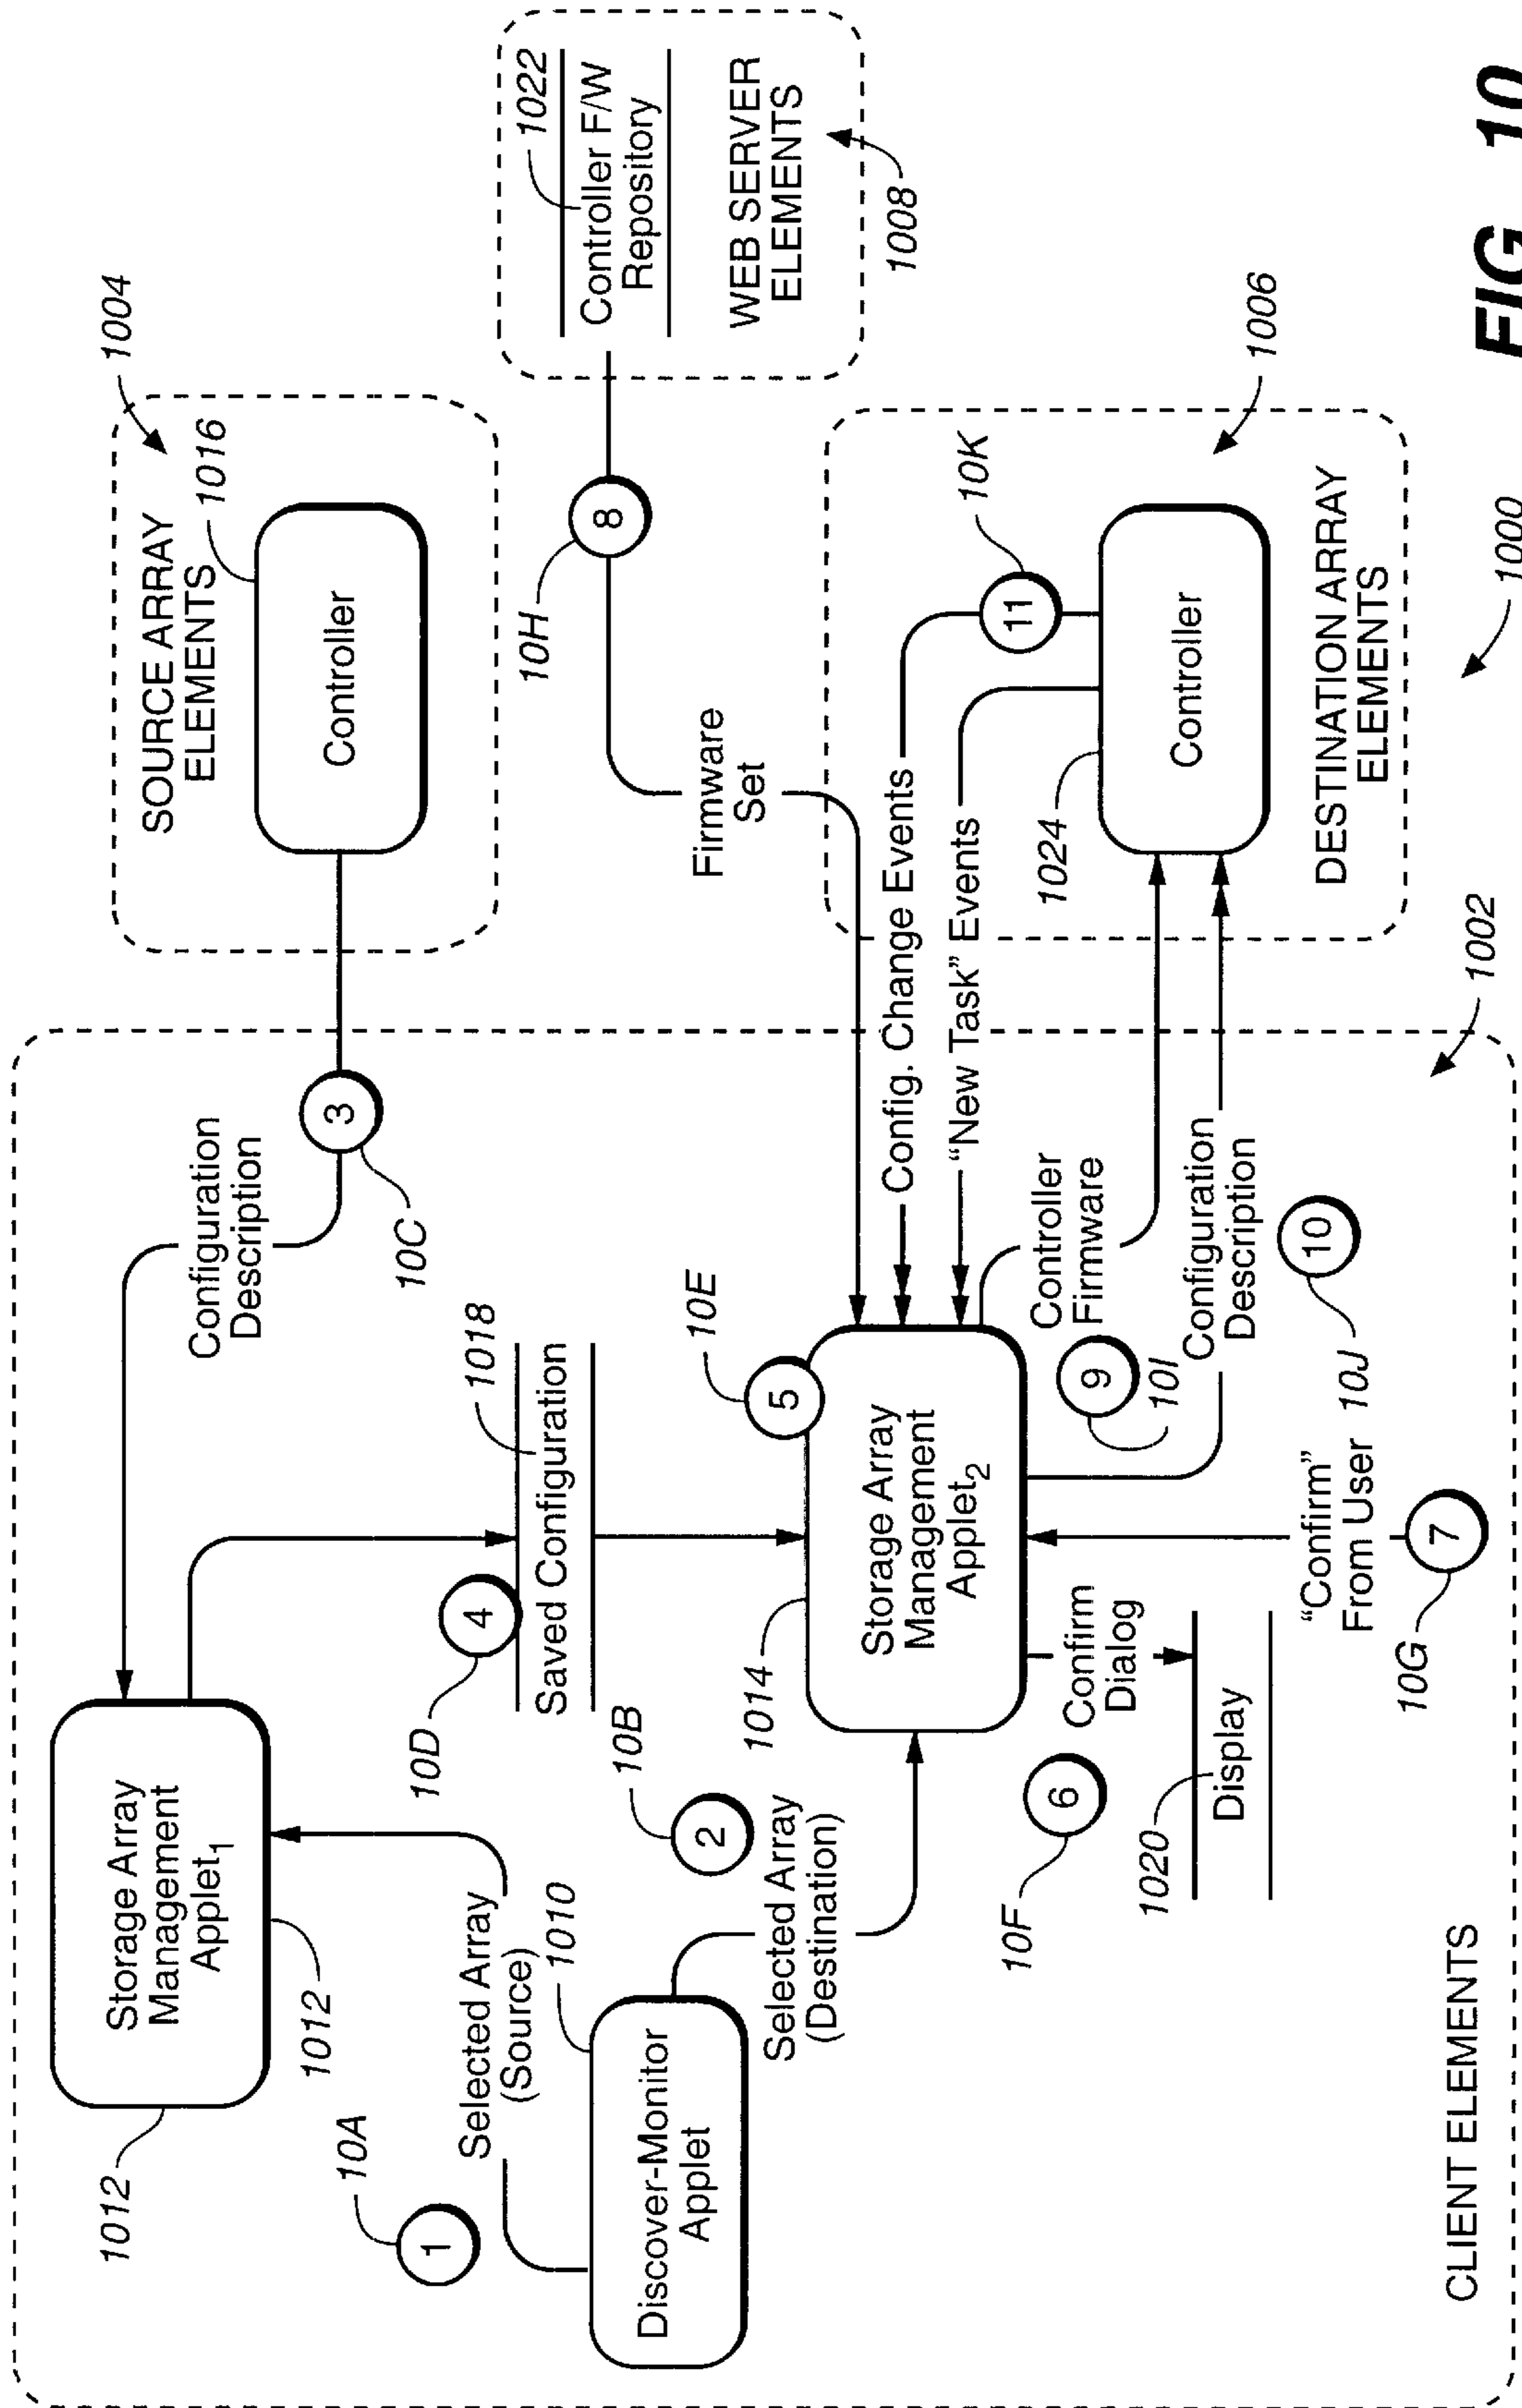 1012
Storage Array
Management
Applet1
1012
Configuration
Description
3
10C
SOURCE ARRAY
ELEMENTS
1016
Controller
1004
1
10A
Selected Array
(Source)
1010
Discover-Monitor
Applet
10D
4
1018
Saved Configuration
10B
2
Selected Array
(Destination)
1014
10E
5
Storage Array
Management
Applet2
10F
6
Confirm
Dialog
1020
Display
"Confirm"
From User
7
10G
Controller
Firmware
9
10I
Configuration
Description
10
10J
10H
8
Firmware
Set
1022
Controller F/W
Repository
WEB SERVER
ELEMENTS
1008
Config. Change Events
"New Task" Events
11
10K
1024
Controller
DESTINATION ARRAY
ELEMENTS
1006
CLIENT ELEMENTS
1002
1000
FIG_10